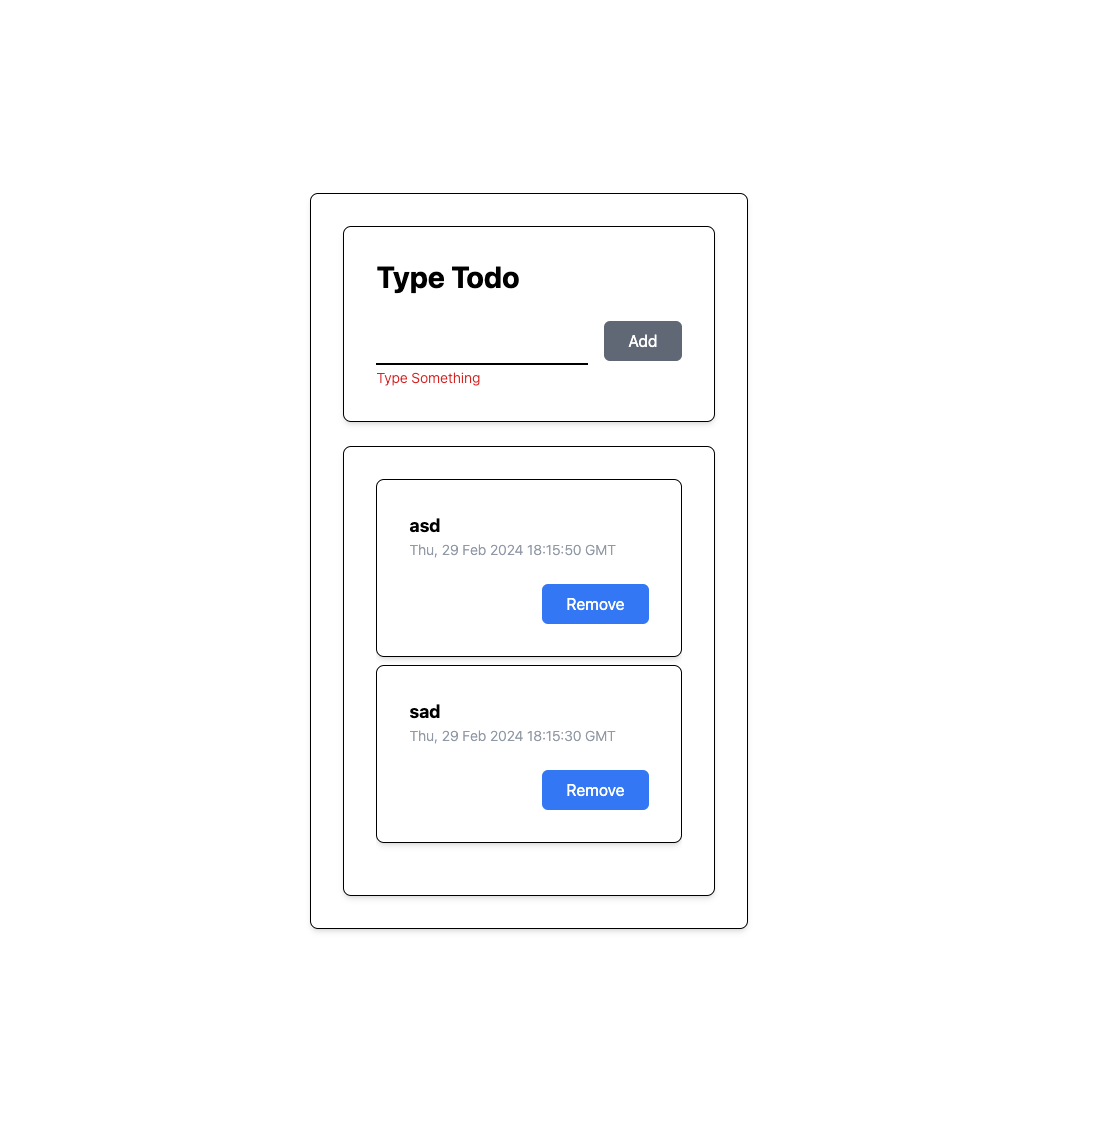 Type Todo
Add
Type Something
asd
Thu, 29 Feb 2024 18:15:50 GMT
Remove
sad
Thu, 29 Feb 2024 18:15:30 GMT
Remove